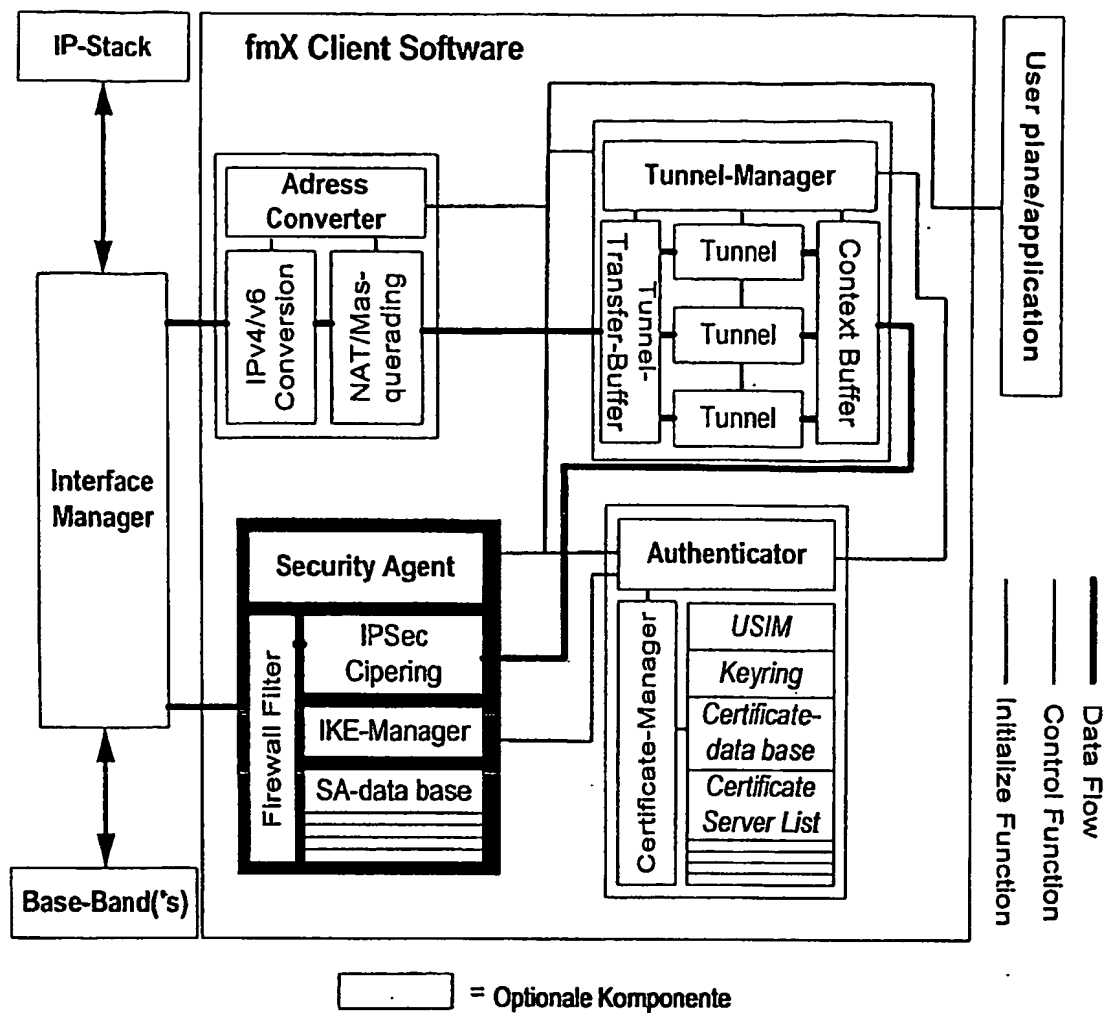 IP-Stack
fmX Client Software
User plane/application
Adress
Converter
IPv4/v6
Conversion
NAT/Mas-
querading
Tunnel-Manager
Tunnel-
Transfer-Buffer
Tunnel
Tunnel
Tunnel
Context Buffer
Interface
Manager
Security Agent
Firewall Filter
IPSec
Cipering
IKE-Manager
SA-data base
Authenticator
Certificate-Manager
USIM
Keyring
Certificate-
data base
Certificate
Server List
Data Flow
Control Function
Initialize Function
Base-Band('s)
= Optionale Komponente